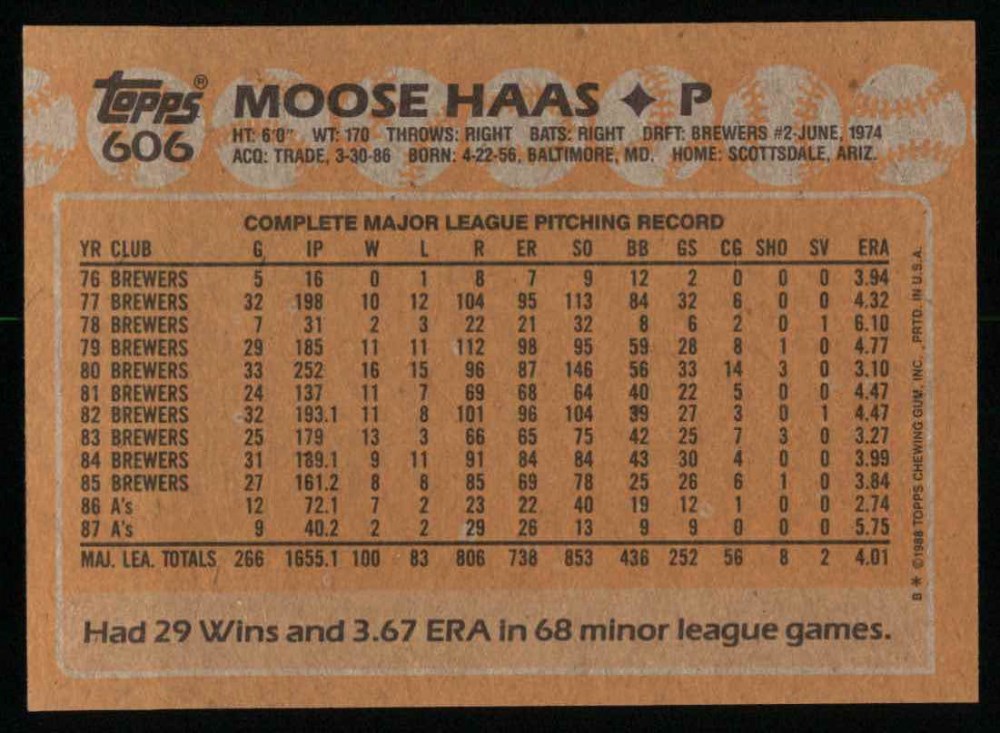 Topps® MOOSE HAAS ✦ P
606 HT: 6'0" WT: 170 THROWS: RIGHT BATS: RIGHT DRFT: BREWERS #2-JUNE, 1974
ACQ: TRADE, 3-30-86 BORN: 4-22-56, BALTIMORE, MD. HOME: SCOTTSDALE, ARIZ.
COMPLETE MAJOR LEAGUE PITCHING RECORD
YR CLUB G IP W L R ER SO BB GS CG SHO SV ERA
76 BREWERS 5 16 0 1 8 7 9 12 2 0 0 0 3.94
77 BREWERS 32 198 10 12 104 95 113 84 32 6 0 0 4.32
78 BREWERS 7 31 2 3 22 21 32 8 6 2 0 1 6.10
79 BREWERS 29 185 11 11 112 98 95 59 28 8 1 0 4.77
80 BREWERS 33 252 16 15 96 87 146 56 33 14 3 0 3.10
81 BREWERS 24 137 11 7 69 68 64 40 22 5 0 0 4.47
82 BREWERS 32 193.1 11 8 101 96 104 39 27 3 0 1 4.47
83 BREWERS 25 179 13 3 66 65 75 42 25 7 3 0 3.27
84 BREWERS 31 189.1 9 11 91 84 84 43 30 4 0 0 3.99
85 BREWERS 27 161.2 8 8 85 69 78 25 26 6 1 0 3.84
86 A's 12 72.1 7 2 23 22 40 19 12 1 0 0 2.74
87 A's 9 40.2 2 2 29 26 13 9 9 0 0 0 5.75
MAJ. LEA. TOTALS 266 1655.1 100 83 806 738 853 436 252 56 8 2 4.01
Had 29 Wins and 3.67 ERA in 68 minor league games.
B * ©1988 TOPPS CHEWING GUM, INC. PRTD. IN U.S.A.